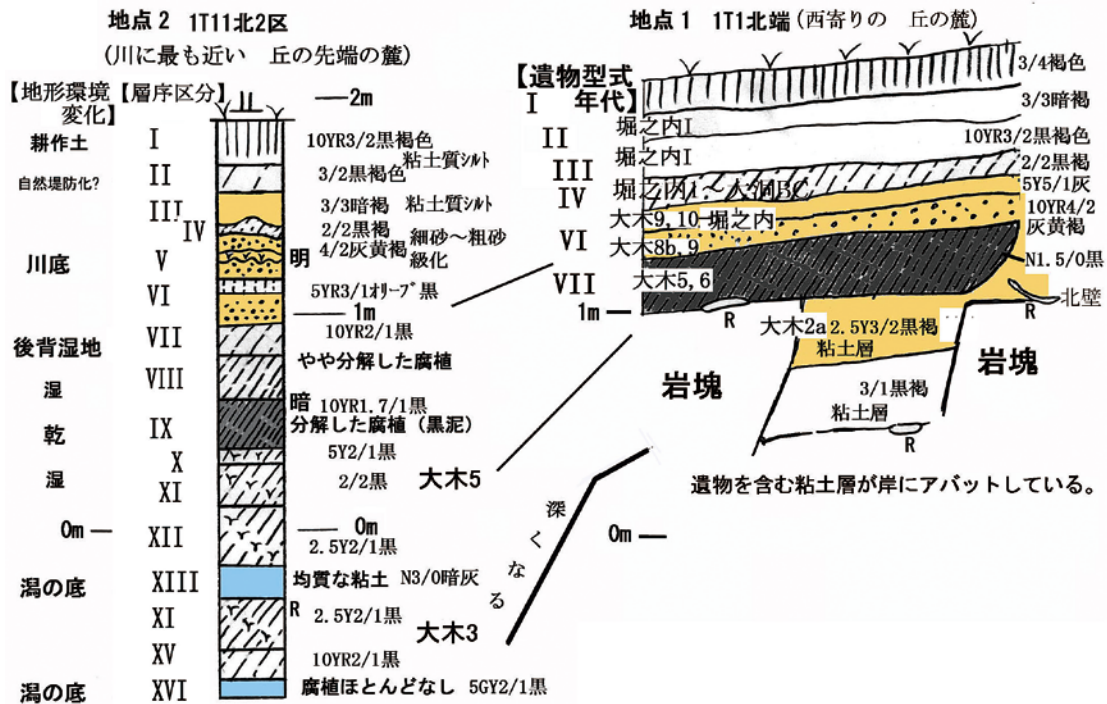 地点2 1T11北2区
(川に最も近い 丘の先端の麓)
【地形環境変化】
【層序区分】
2m
耕作土
I
10YR3/2黒褐色
粘土質シルト
自然堤防化?
II
3/2黒褐色
III
3/3暗褐 粘土質シルト
IV
2/2黒褐
細砂~粗砂
級化
川底
V
4/2灰黄褐
明
VI
5YR3/1オリーブ黒
1m
VII
10YR2/1黒
後背湿地
やや分解した腐植
湿
VIII
暗 10YR1.7/1黒
乾
IX
分解した腐植(黒泥)
X
5Y2/1黒
湿
XI
2/2黒
大木5
0m
0m
XII
2.5Y2/1黒
潟の底
XIII
均質な粘土 N3/0暗灰
R
XI
2.5Y2/1黒
大木3
XV
10YR2/1黒
潟の底
XVI
腐植ほとんどなし 5GY2/1黒
深くなる
地点1 1T1北端 (西寄りの 丘の麓)
【遺物型式
年代】
I
3/4褐色
堀之内I
3/3暗褐
II
10YR3/2黒褐色
堀之内I
III
2/2黒褐
堀之内1~大洞BC
IV
5Y5/1灰
大木9,10-堀之内
10YR4/2
灰黄褐
VI
大木8b,9
N1.5/0黒
VII
大木5,6
北壁
1m
R
R
大木2a 2.5Y3/2黒褐
粘土層
岩塊
岩塊
3/1黒褐
粘土層
R
遺物を含む粘土層が岸にアバットしている。
0m